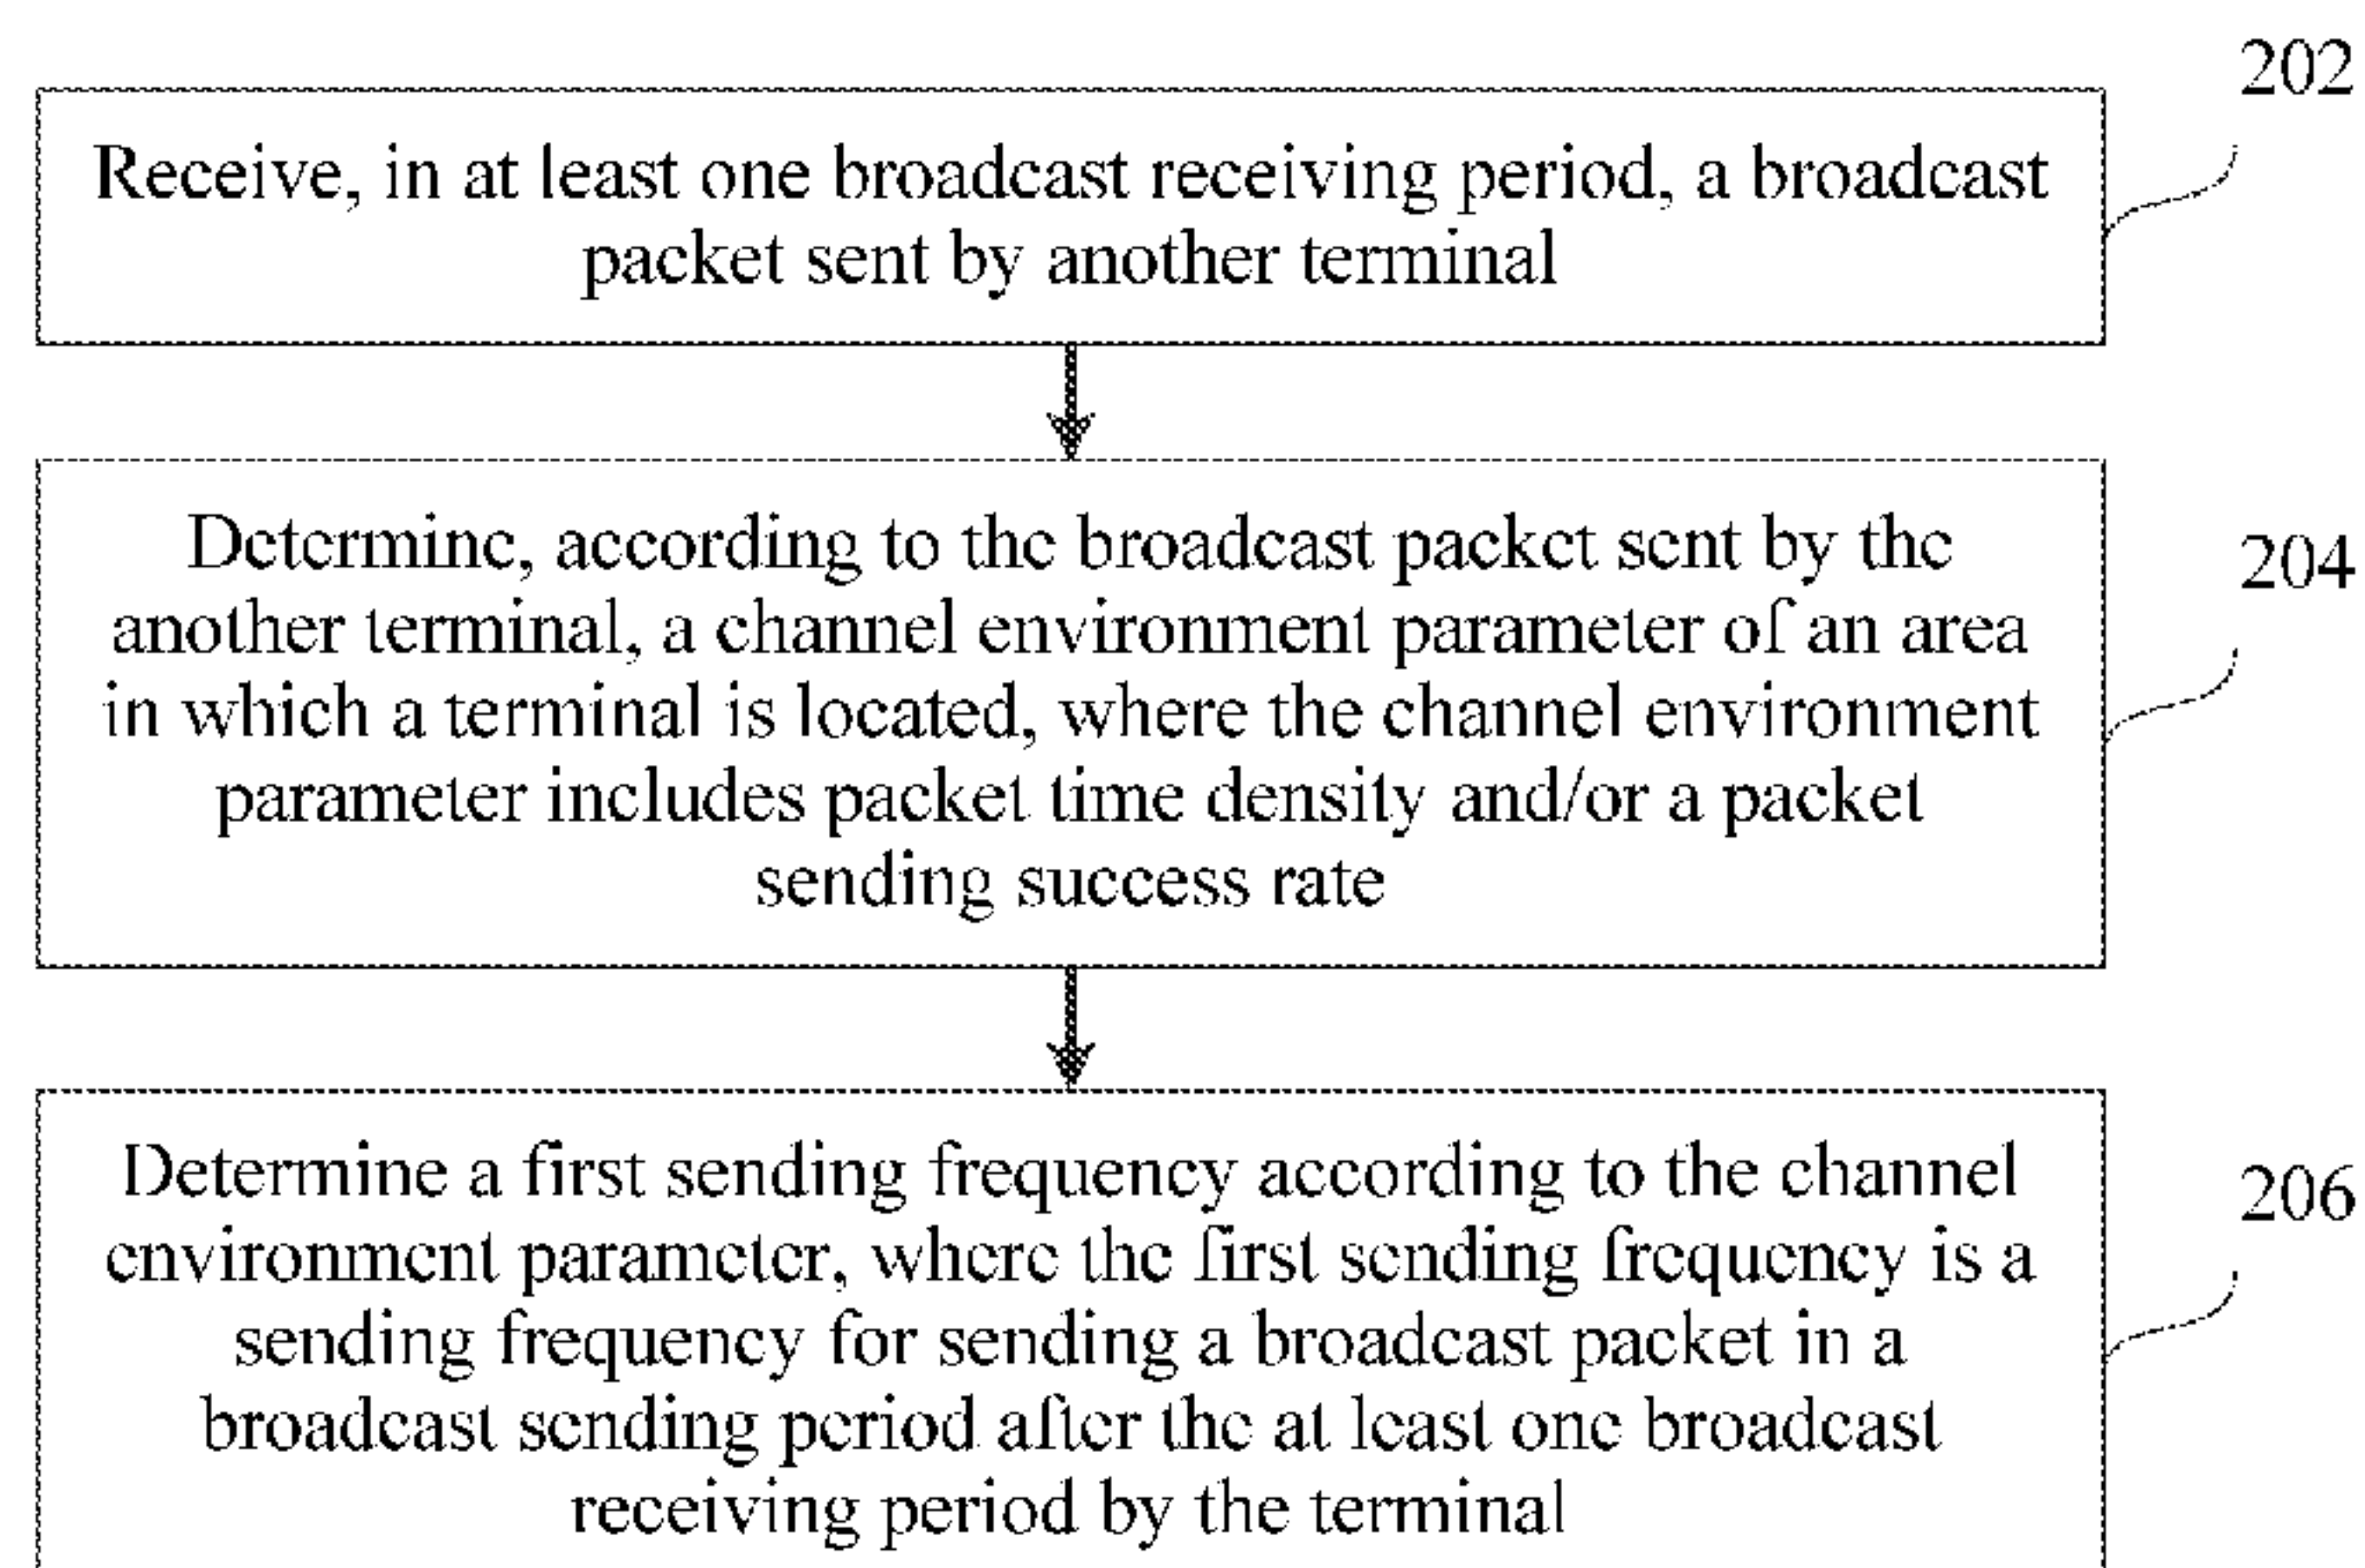 202
Receive, in at least one broadcast receiving period, a broadcast
packet sent by another terminal
Determine, according to the broadcast packet sent by the
another terminal, a channel environment parameter of an area
in which a terminal is located, where the channel environment
parameter includes packet time density and/or a packet
sending success rate
204
Determine a first sending frequency according to the channel
environment parameter, where the first sending frequency is a
sending frequency for sending a broadcast packet in a
broadcast sending period after the at least one broadcast
receiving period by the terminal
206